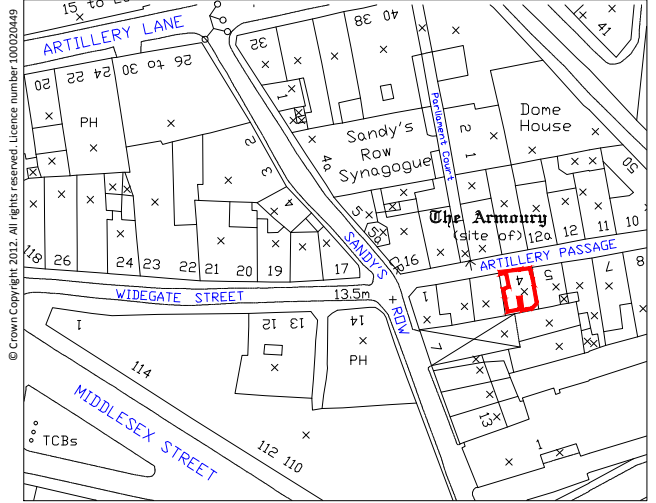 © Crown Copyright 2012. All rights reserved. Licence number 100020449
15 to
ARTILLERY LANE
20
22
24
30
26 to
PH
32
38
40
41
1
Parliament Court
2
1
Dome
House
50
Sandy's
Row
Synagogue
4a
2
3
4
5
5a
The Armoury
(site of)
12a
12
11
10
16
ARTILLERY PASSAGE
118
26
24
23
22
21
20
19
17
SANDY'S
ROW
WIDEGATE STREET
13.5m
1
4
5
7
8
1
12
13
14
PH
7
13
1
114
MIDDLESEX STREET
112
110
TCBs